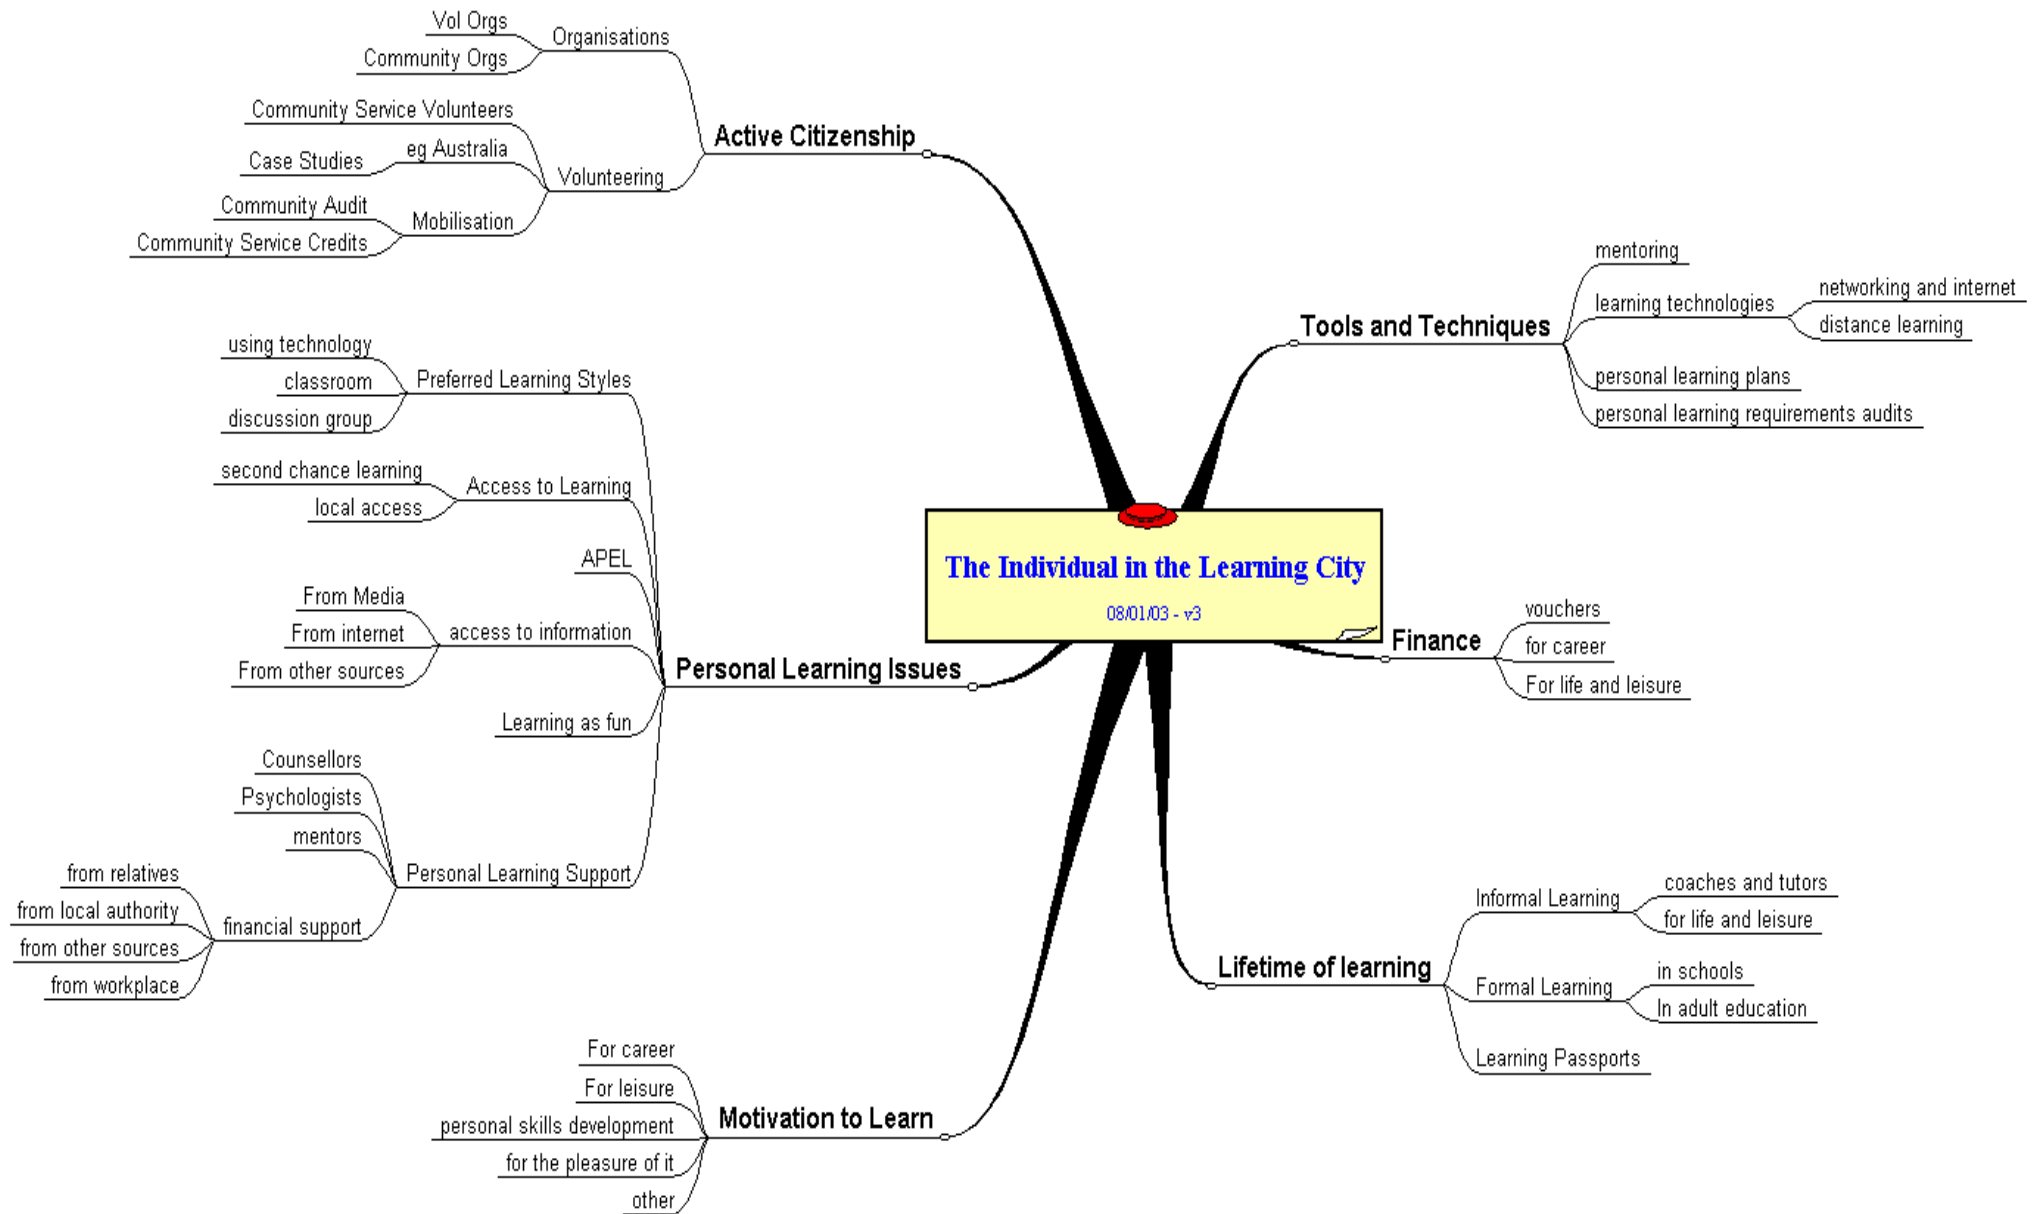 Vol Orgs
Organisations
Community Orgs
Community Service Volunteers
Active Citizenship
eg Australia
Case Studies
Volunteering
Community Audit
Mobilisation
Community Service Credits
mentoring
networking and internet
learning technologies
Tools and Techniques
distance learning
personal learning plans
personal learning requirements audits
using technology
Preferred Learning Styles
classroom
discussion group
second chance learning
Access to Learning
local access
APEL
The Individual in the Learning City
08/01/03 - v3
From Media
access to information
From internet
From other sources
Personal Learning Issues
Learning as fun
vouchers
Finance
for career
For life and leisure
Counsellors
Psychologists
mentors
Personal Learning Support
from relatives
from local authority
financial support
from other sources
from workplace
coaches and tutors
Informal Learning
for life and leisure
Lifetime of learning
in schools
Formal Learning
In adult education
Learning Passports
For career
For leisure
Motivation to Learn
personal skills development
for the pleasure of it
other